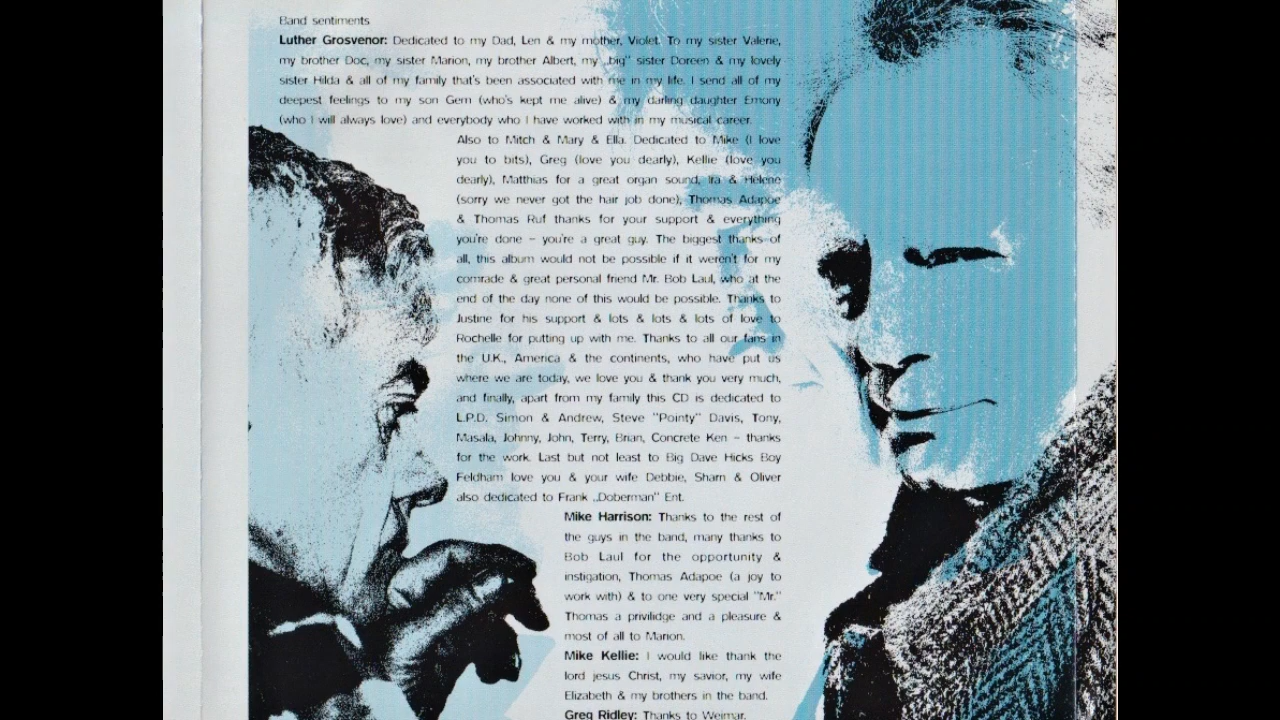 Band sentiments
Luther Grosvenor: Dedicated to my Dad, Len & my mother, Violet. To my sister Valerie,
my brother Doc, my sister Marion, my brother Albert, my „big" sister Doreen & my lovely
sister Hilda & all of my family that's been associated with me in my life. I send all of my
deepest feelings to my son Gem (who's kept me alive) & my darling daughter Emony
(who I will always love) and everybody who I have worked with in my musical career.
Also to Mitch & Mary & Ella. Dedicated to Mike (I love
you to bits), Greg (love you dearly), Kellie (love you
dearly), Matthias for a great organ sound, Ira & Helene
(sorry we never got the hair job done), Thomas Adapoe
& Thomas Ruf thanks for your support & everything
you're done – you're a great guy. The biggest thanks of
all, this album would not be possible if it weren't for my
comrade & great personal friend Mr. Bob Laul, who at the
end of the day none of this would be possible. Thanks to
Justine for his support & lots & lots & lots of love to
Rochelle for putting up with me. Thanks to all our fans in
the U.K., America & the continents, who have put us
where we are today, we love you & thank you very much,
and finally, apart from my family this CD is dedicated to
L.P.D. Simon & Andrew, Steve "Pointy" Davis, Tony,
Masala, Johnny, John, Terry, Brian, Concrete Ken – thanks
for the work. Last but not least to Big Dave Hicks Boy
Feldham love you & your wife Debbie, Sharn & Oliver
also dedicated to Frank „Doberman" Ent.
Mike Harrison: Thanks to the rest of
the guys in the band, many thanks to
Bob Laul for the opportunity &
instigation, Thomas Adapoe (a joy to
work with) & to one very special "Mr."
Thomas a privilidge and a pleasure &
most of all to Marion.
Mike Kellie: I would like thank the
lord jesus Christ, my savior, my wife
Elizabeth & my brothers in the band.
Greg Ridley: Thanks to Weimar.